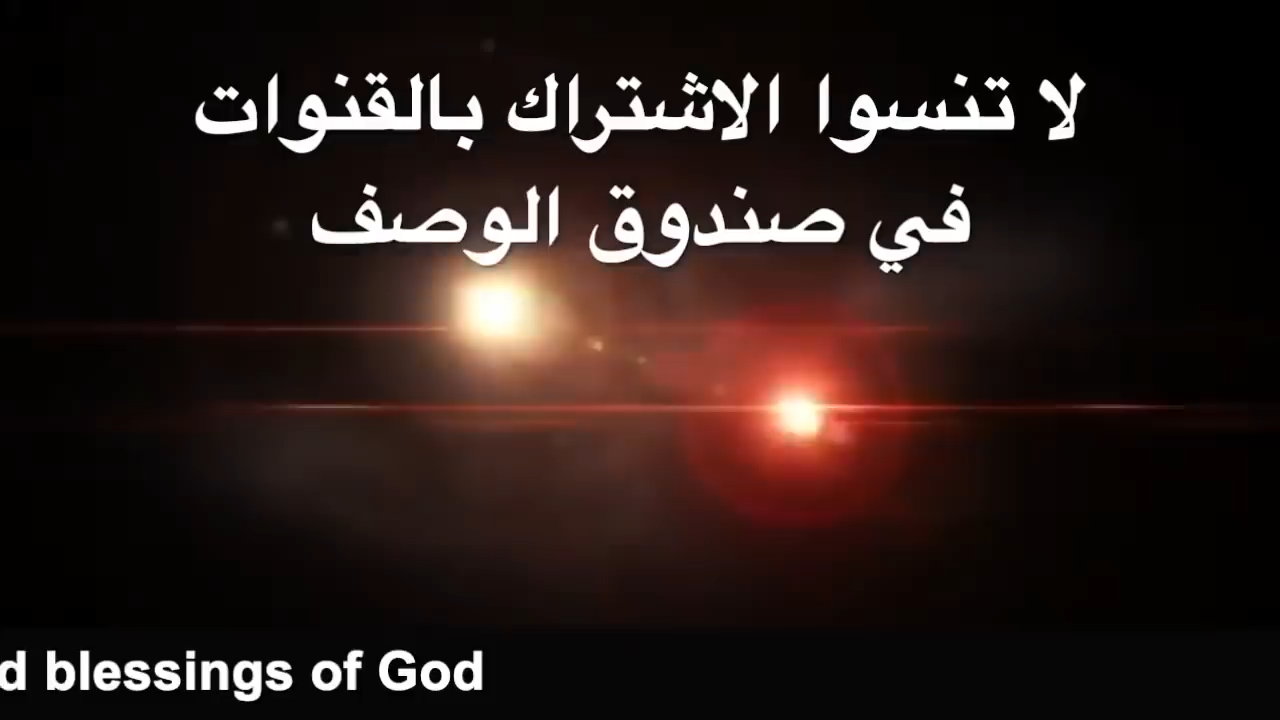 لا تنسوا الاشتراك بالقنوات
في صندوق الوصف
blessings of God